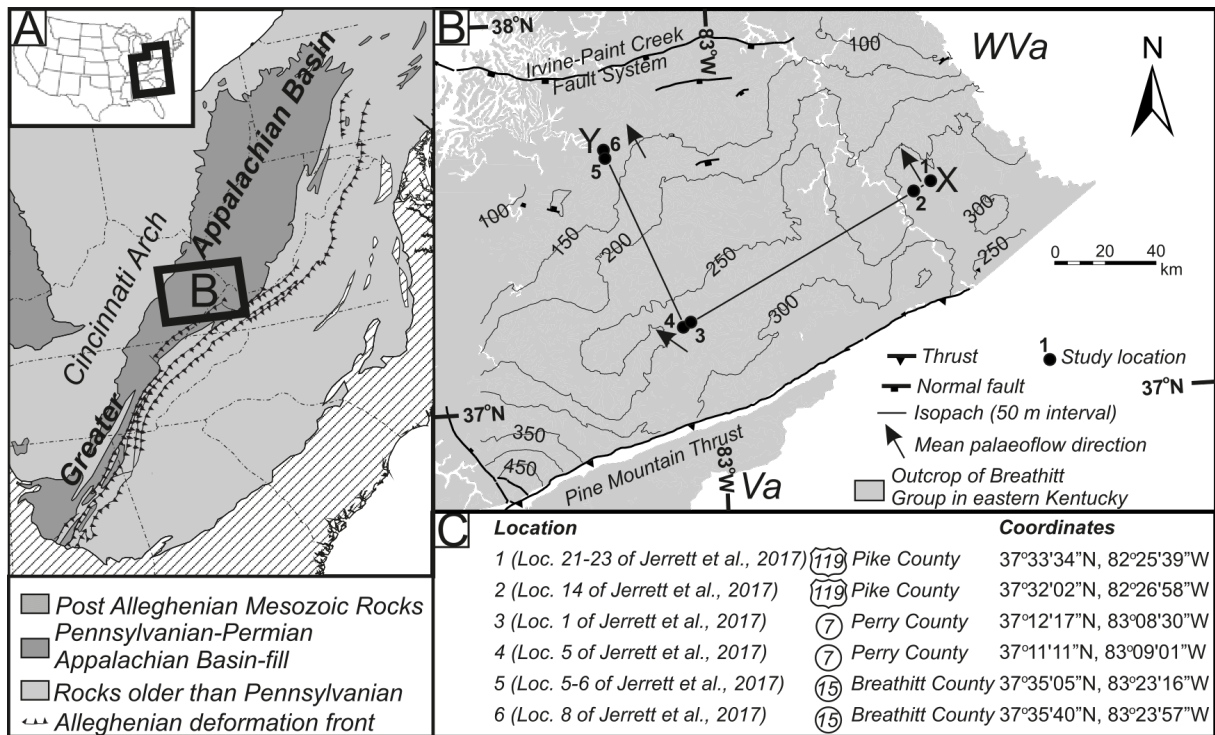 A
Greater
Appalachian Basin
Cincinnati Arch
B
Post Alleghenian Mesozoic Rocks
Pennsylvanian-Permian
Appalachian Basin-fill
Rocks older than Pennsylvanian
Alleghenian deformation front
B
38°N
Irvine-Paint Creek
Fault System
83°W
100
WVa
N
Y
6
5
1
X
2
300
250
100
150
200
250
300
0 20 40
km
4
3
Thrust
1 Study location
Normal fault
37°N
Isopach (50 m interval)
37°N
Mean palaeoflow direction
350
450
Pine Mountain Thrust
83°W
Va
Outcrop of Breathitt
Group in eastern Kentucky
C
Location Coordinates
1 (Loc. 21-23 of Jerrett et al., 2017) 119 Pike County 37°33'34"N, 82°25'39"W
2 (Loc. 14 of Jerrett et al., 2017) 119 Pike County 37°32'02"N, 82°26'58"W
3 (Loc. 1 of Jerrett et al., 2017) 7 Perry County 37°12'17"N, 83°08'30"W
4 (Loc. 5 of Jerrett et al., 2017) 7 Perry County 37°11'11"N, 83°09'01"W
5 (Loc. 5-6 of Jerrett et al., 2017) 15 Breathitt County 37°35'05"N, 83°23'16"W
6 (Loc. 8 of Jerrett et al., 2017) 15 Breathitt County 37°35'40"N, 83°23'57"W